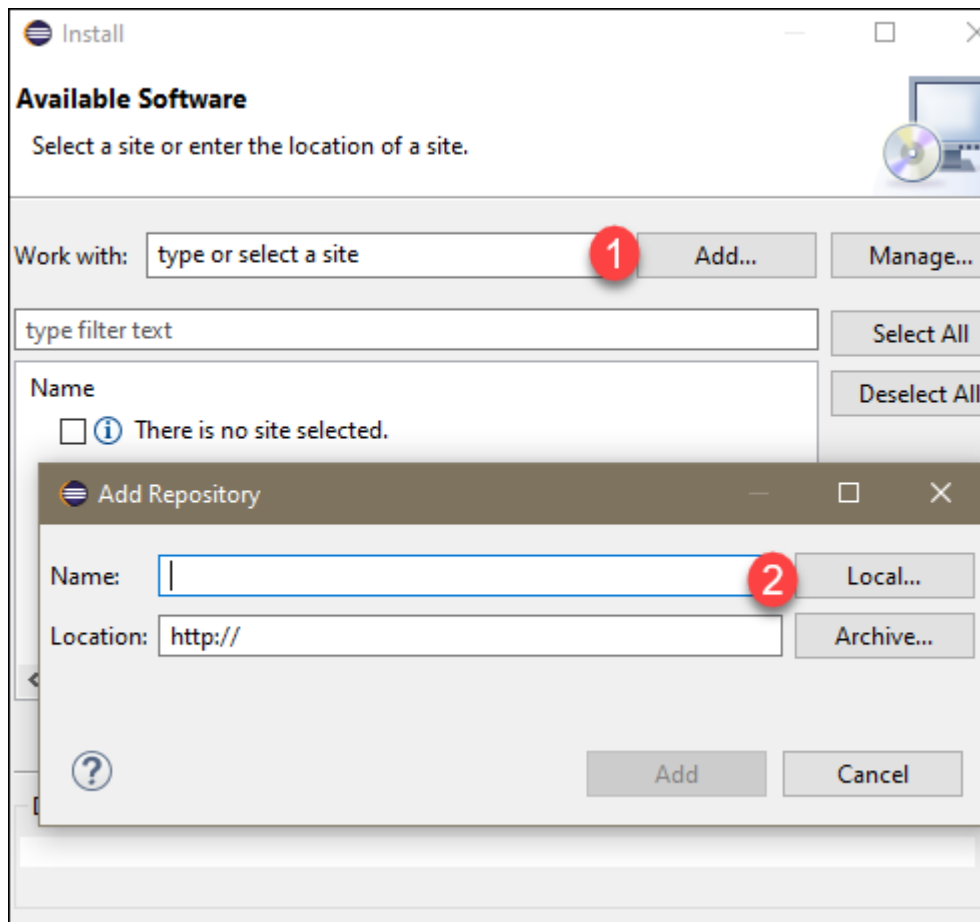 Install
Available Software
Select a site or enter the location of a site.
Work with: type or select a site 1 Add... Manage...
type filter text Select All
Name Deselect All
There is no site selected.
Add Repository
Name: 2 Local...
Location: http:// Archive...
Add Cancel